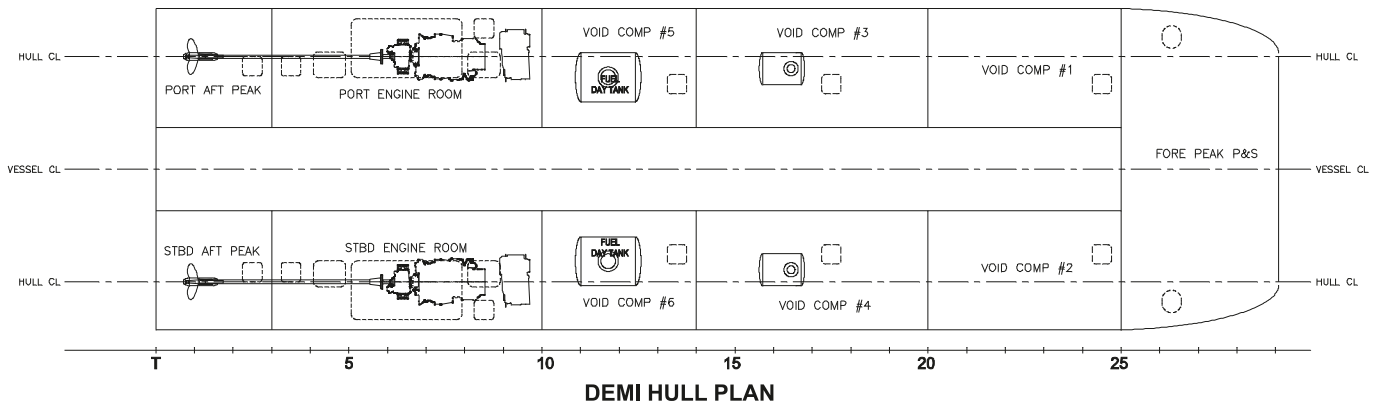 VOID COMP #5
VOID COMP #3
HULL CL
HULL CL
FUEL
DAY TANK
VOID COMP #1
PORT AFT PEAK
PORT ENGINE ROOM
FORE PEAK P&S
VESSEL CL
VESSEL CL
STBD AFT PEAK
STBD ENGINE ROOM
FUEL
DAY TANK
VOID COMP #2
HULL CL
HULL CL
VOID COMP #6
VOID COMP #4
T 5 10 15 20 25
DEMI HULL PLAN